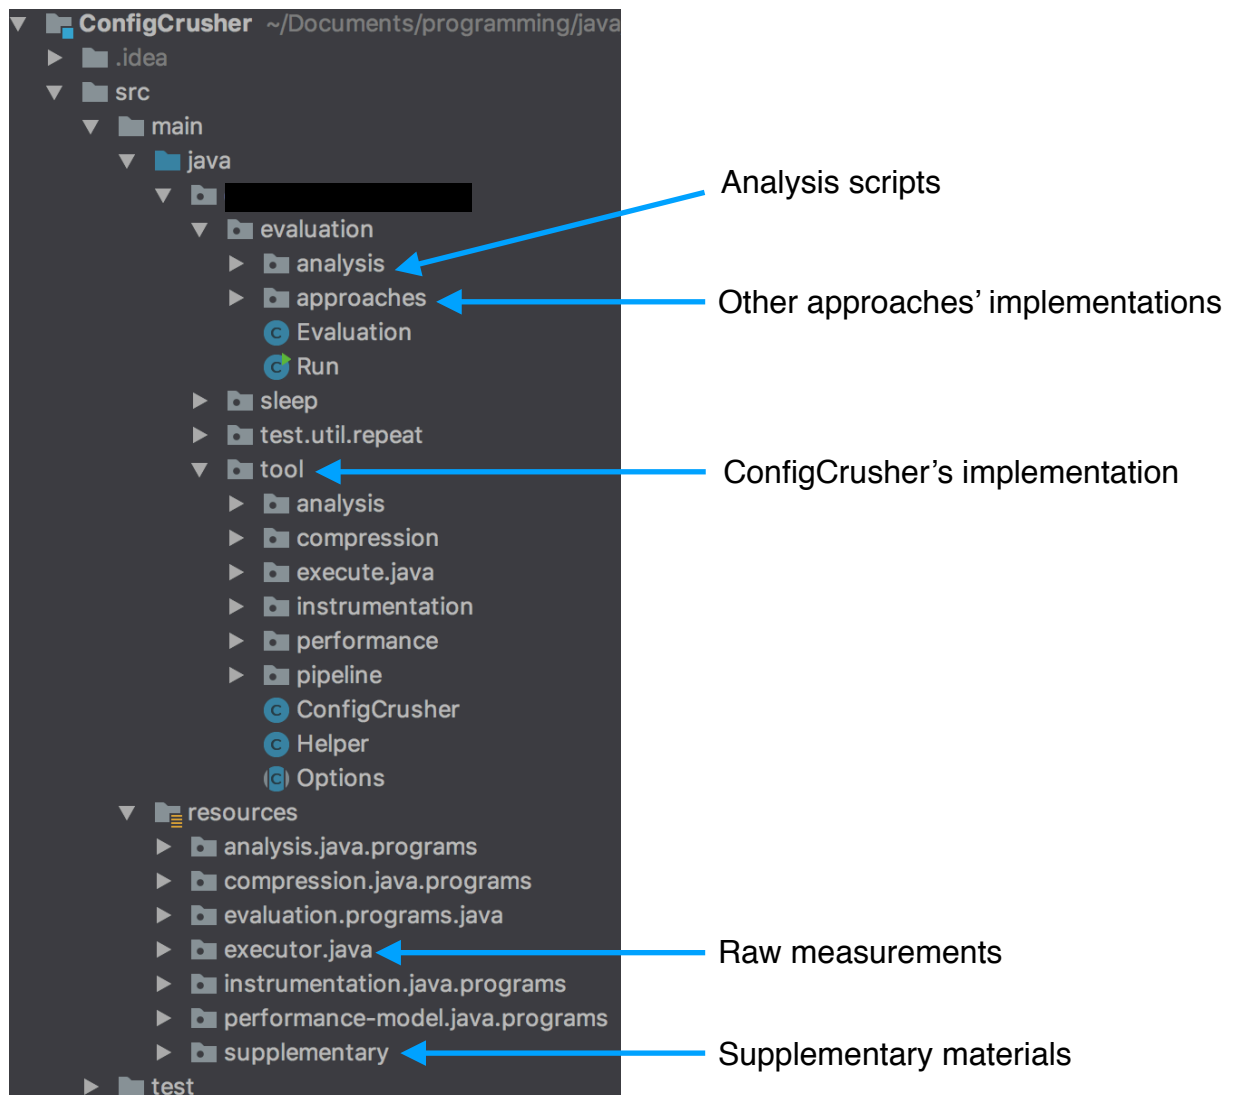 ConfigCrusher ~/Documents/programming/java
.idea
src
main
java
evaluation
analysis
approaches
Evaluation
Run
sleep
test.util.repeat
tool
analysis
compression
execute.java
instrumentation
performance
pipeline
ConfigCrusher
Helper
Options
resources
analysis.java.programs
compression.java.programs
evaluation.programs.java
executor.java
instrumentation.java.programs
performance-model.java.programs
supplementary
test
Analysis scripts
Other approaches’ implementations
ConfigCrusher’s implementation
Raw measurements
Supplementary materials